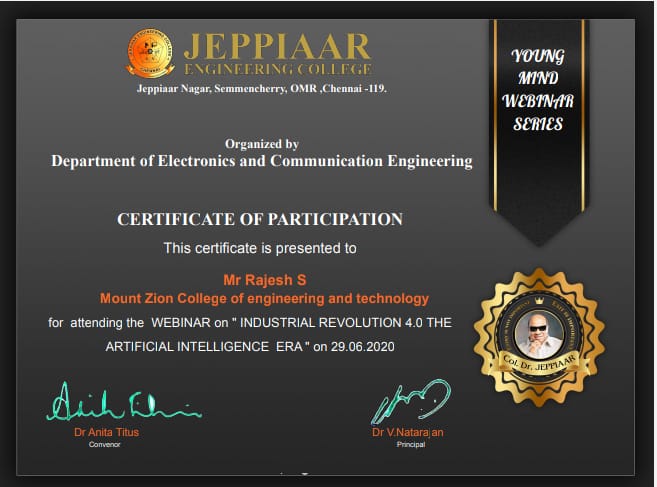 JEPPIAAR
ENGINEERING COLLEGE
Jeppiaar Nagar, Semmencherry, OMR ,Chennai -119.
YOUNG
MIND
WEBINAR
SERIES
Organized by
Department of Electronics and Communication Engineering
CERTIFICATE OF PARTICIPATION
This certificate is presented to
Mr Rajesh S
Mount Zion College of engineering and technology
for attending the WEBINAR on " INDUSTRIAL REVOLUTION 4.0 THE
ARTIFICIAL INTELLIGENCE ERA " on 29.06.2020
Col. Dr. JEPPIAAR
Dr Anita Titus
Convenor
Dr V.Natarajan
Principal